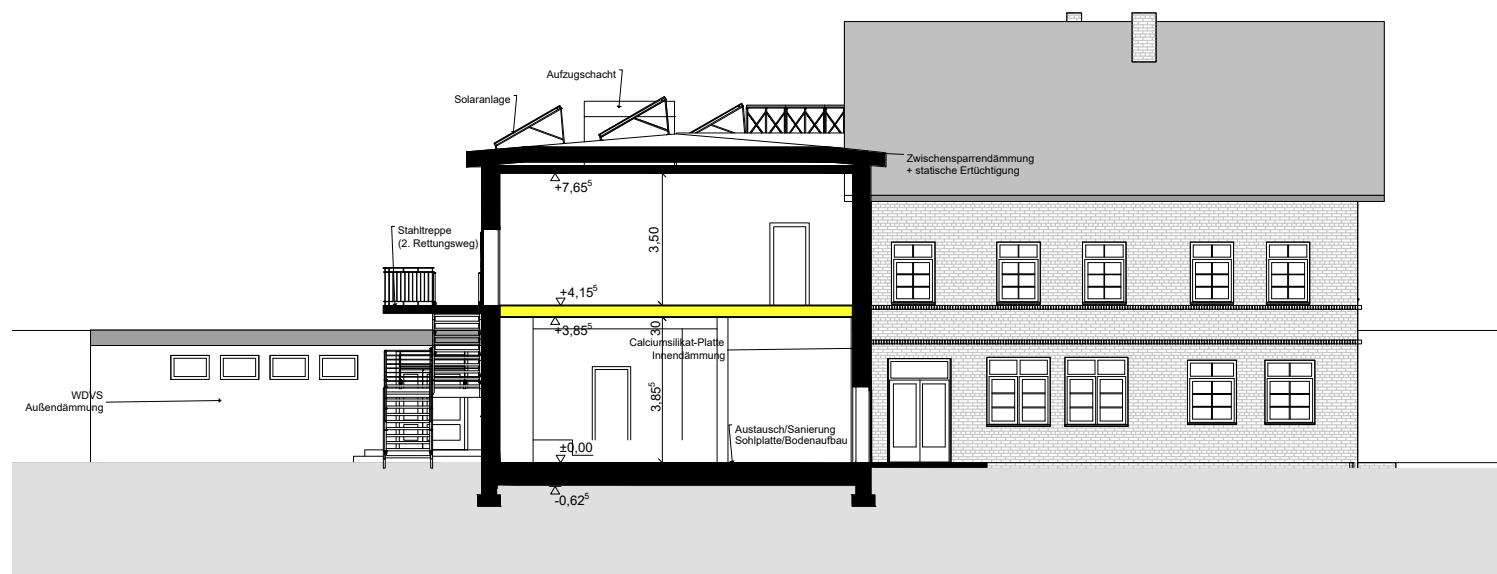 Aufzugschacht
Solaranlage
Zwischensparrendämmung
+ statische Ertüchtigung
+7,65⁵
Stahltreppe
(2. Rettungsweg)
3,50
+4,15⁵
+3,85⁵
30
Calciumsilikat-Platte
Innendämmung
WDVS
Außendämmung
3,85⁵
Austausch/Sanierung
Sohlplatte/Bodenaufbau
±0,00
-0,62⁵